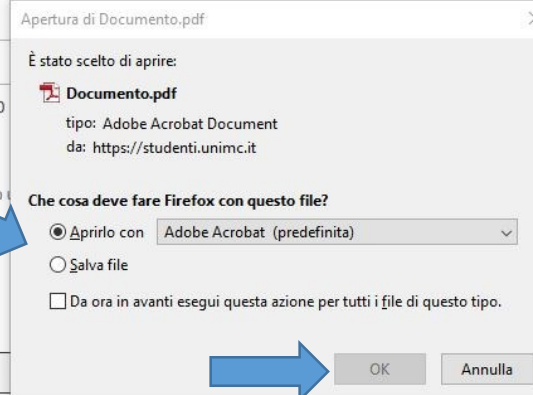 Apertura di Documento.pdf
È stato scelto di aprire:
Documento.pdf
tipo: Adobe Acrobat Document
da: https://studenti.unimc.it
Che cosa deve fare Firefox con questo file?
Aprirlo con Adobe Acrobat (predefinita)
Salva file
Da ora in avanti esegui questa azione per tutti i file di questo tipo.
OK Annulla